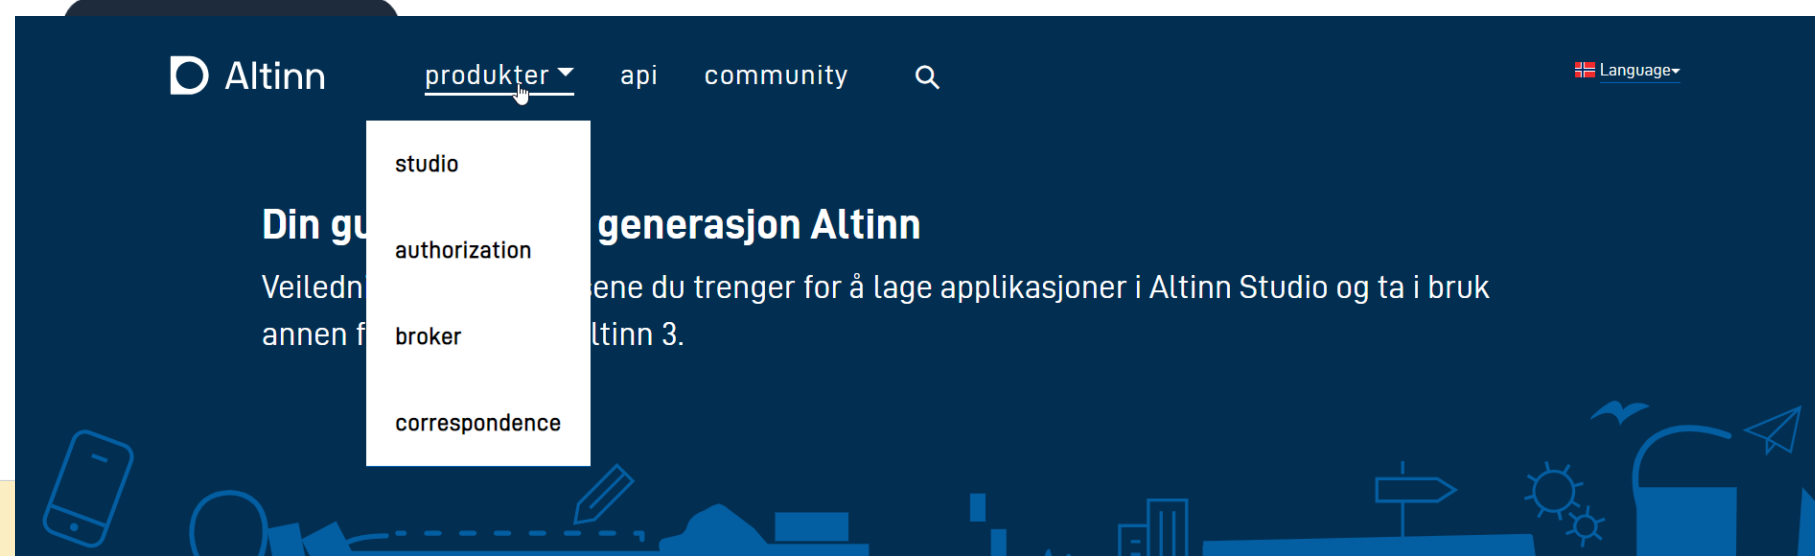 Altinn
produkter
api
community
Language
studio
authorization
broker
correspondence
Din gu generasjon Altinn
Veiledn ene du trenger for å lage applikasjoner i Altinn Studio og ta i bruk
annen f ltinn 3.